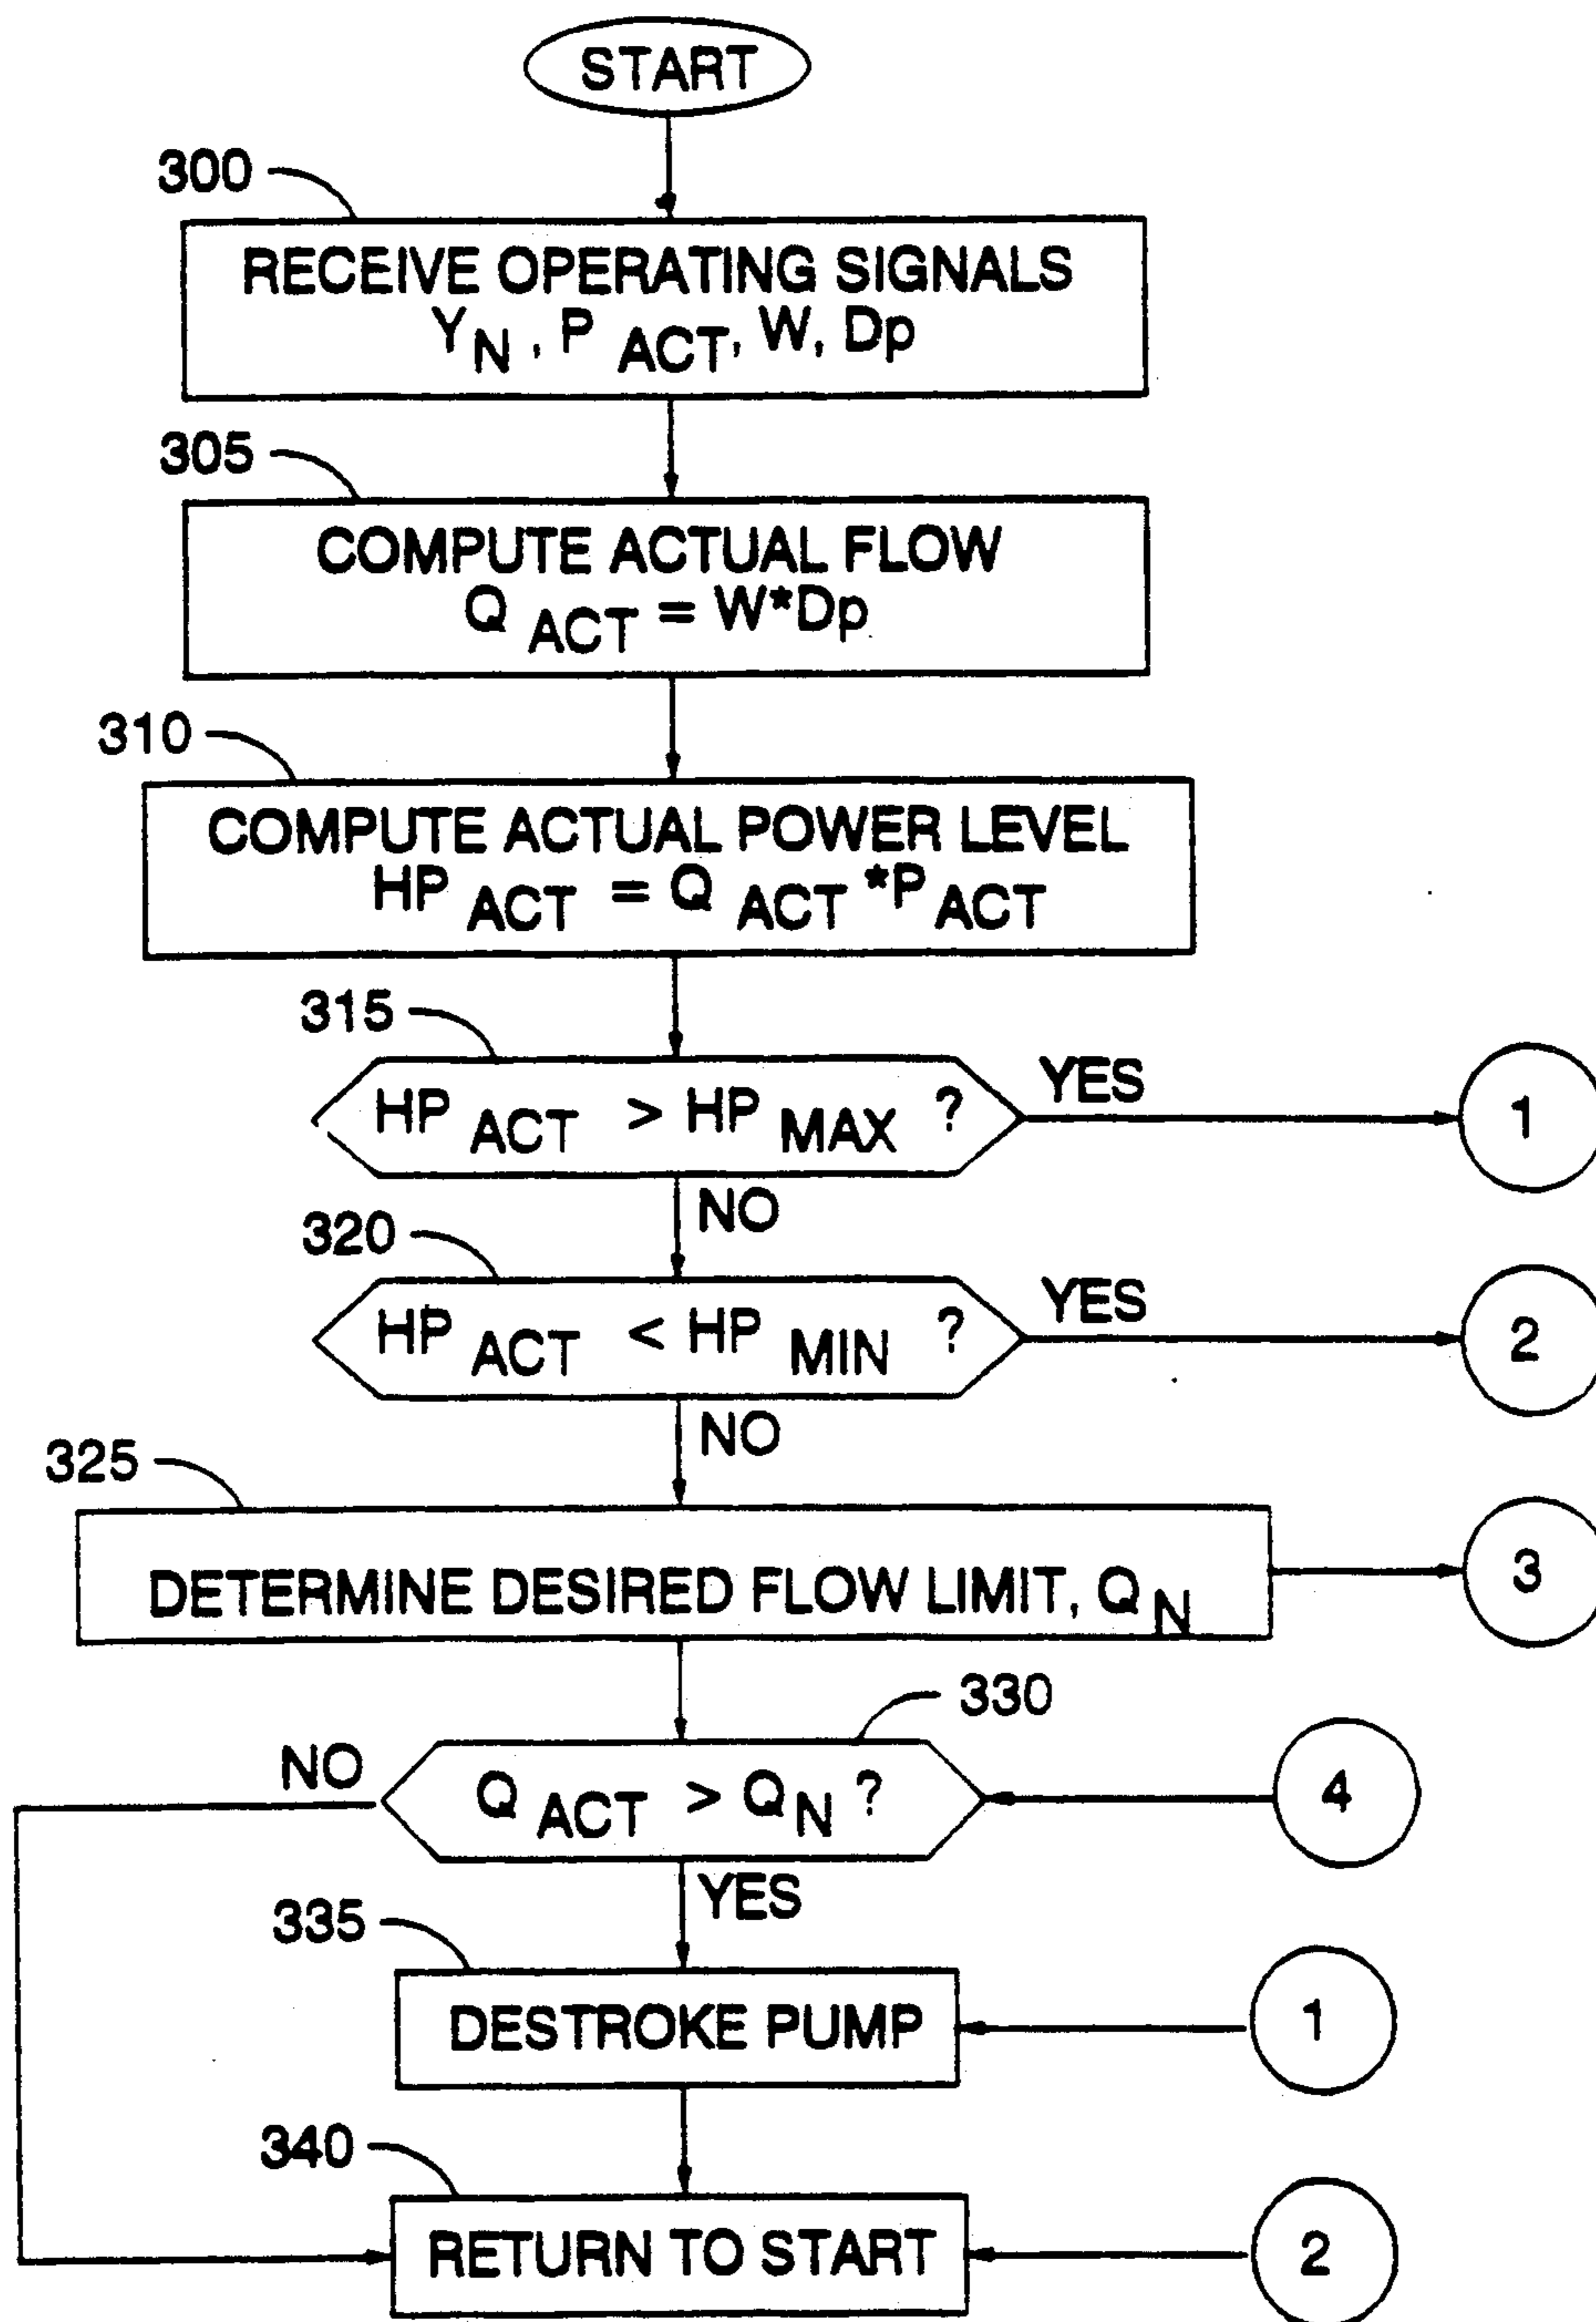 START
300
RECEIVE OPERATING SIGNALS
Y N , P ACT, W, Dp
305
COMPUTE ACTUAL FLOW
Q ACT = W*Dp
310
COMPUTE ACTUAL POWER LEVEL
HP ACT = Q ACT *P ACT
315
HP ACT > HP MAX ?
YES
1
NO
320
HP ACT < HP MIN ?
YES
2
NO
325
DETERMINE DESIRED FLOW LIMIT, Q N
3
330
NO
Q ACT > Q N ?
4
YES
335
DESTROKE PUMP
1
340
RETURN TO START
2